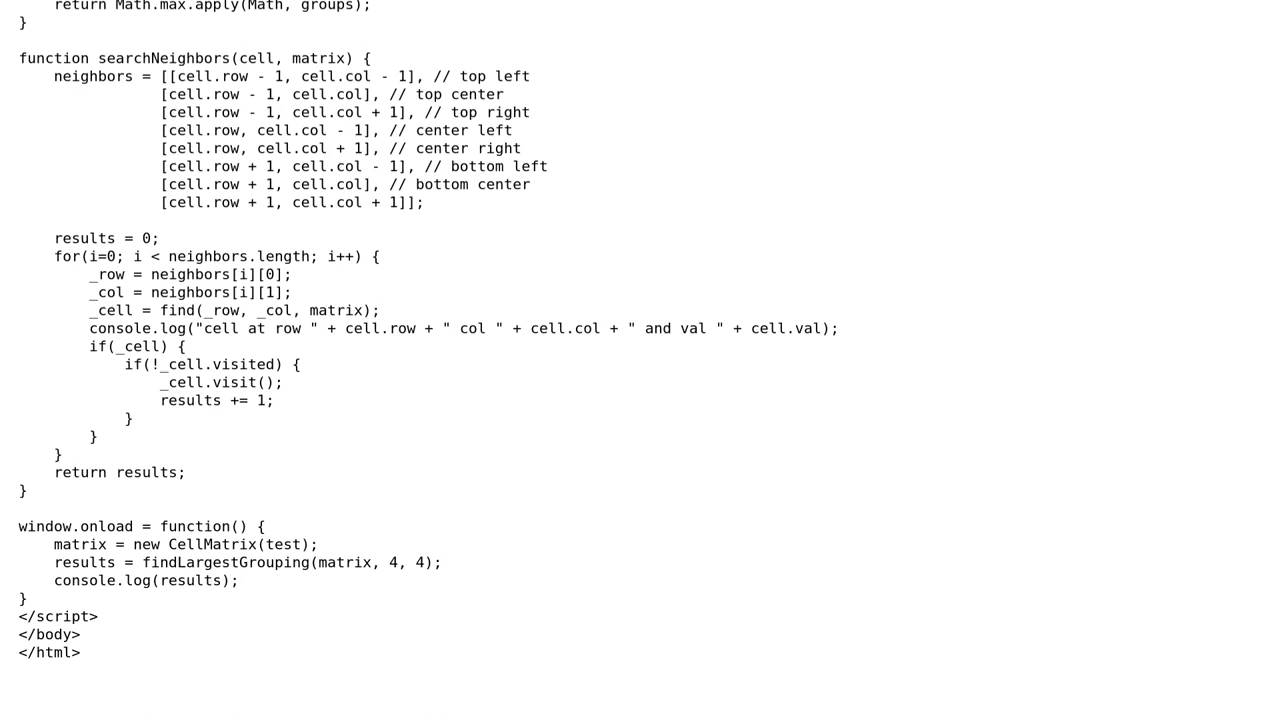 return Math.max.apply(Math, groups);
}

function searchNeighbors(cell, matrix) {
    neighbors = [[cell.row - 1, cell.col - 1], // top left
                [cell.row - 1, cell.col], // top center
                [cell.row - 1, cell.col + 1], // top right
                [cell.row, cell.col - 1], // center left
                [cell.row, cell.col + 1], // center right
                [cell.row + 1, cell.col - 1], // bottom left
                [cell.row + 1, cell.col], // bottom center
                [cell.row + 1, cell.col + 1]];

    results = 0;
    for(i=0; i < neighbors.length; i++) {
        _row = neighbors[i][0];
        _col = neighbors[i][1];
        _cell = find(_row, _col, matrix);
        console.log("cell at row " + cell.row + " col " + cell.col + " and val " + cell.val);
        if(_cell) {
            if(!_cell.visited) {
                _cell.visit();
                results += 1;
            }
        }
    }
    return results;
}

window.onload = function() {
    matrix = new CellMatrix(test);
    results = findLargestGrouping(matrix, 4, 4);
    console.log(results);
}
</script>
</body>
</html>